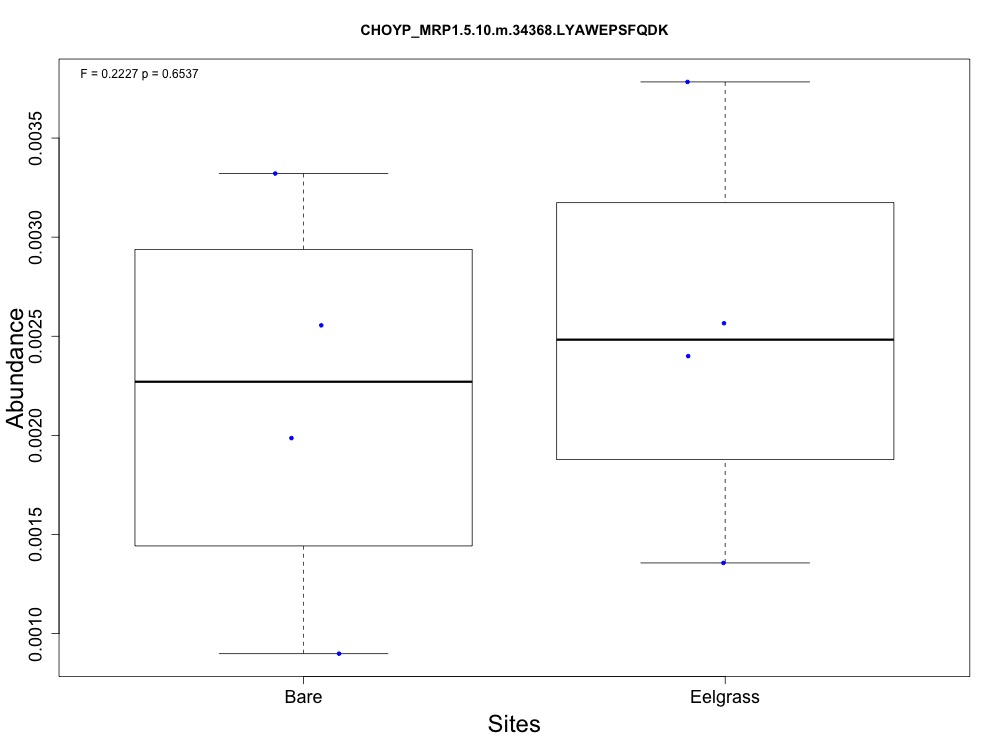 CHOYP_MRP1.5.10.m.34368.LYAWEPSFQDK
F = 0.2227 p = 0.6537
Abundance
0.0035
0.0030
0.0025
0.0020
0.0015
0.0010
Bare
Eelgrass
Sites